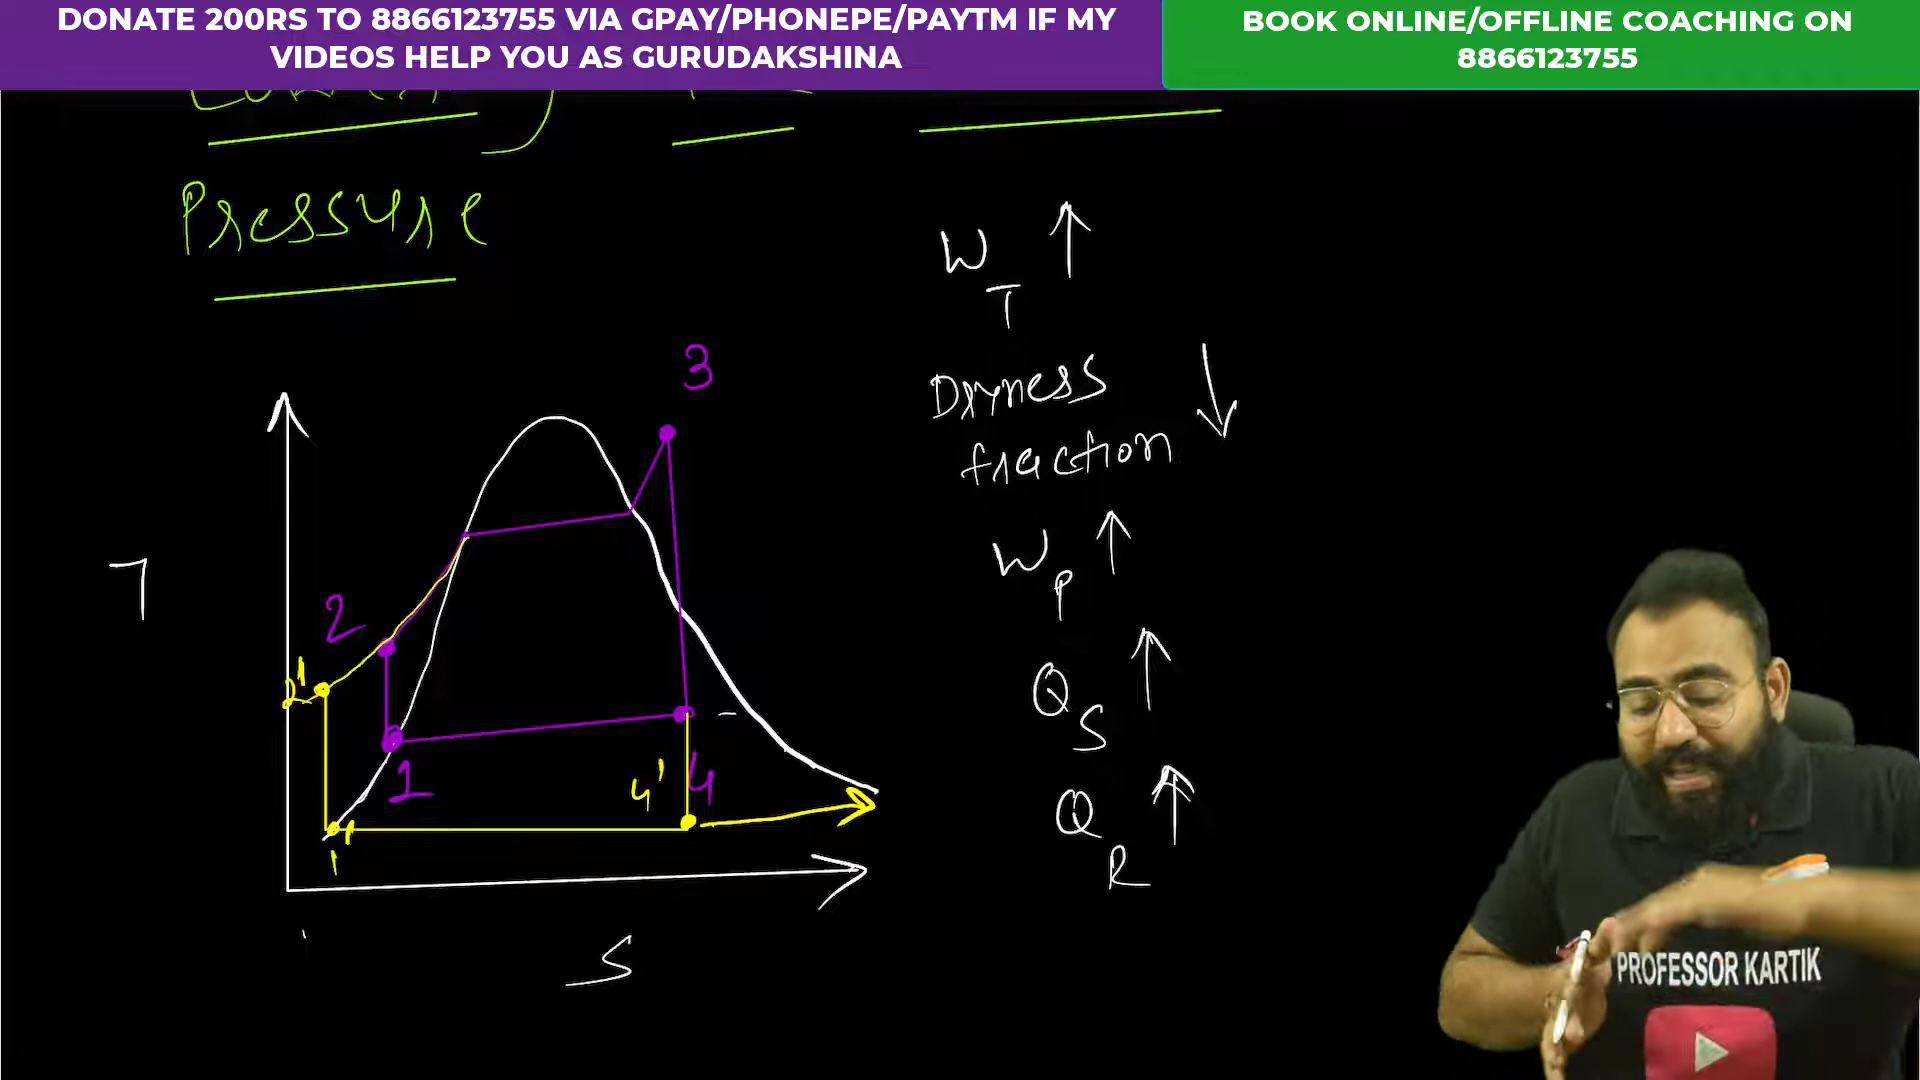 DONATE 200RS TO 8866123755 VIA GPAY/PHONEPE/PAYTM IF MY
VIDEOS HELP YOU AS GURUDAKSHINA
BOOK ONLINE/OFFLINE COACHING ON
8866123755
Pressure
W T ↑
Dryness ↓
fraction
W P ↑
Q S ↑
Q R ↑
3
T
2
2'
1
4' 4
1'
S
PROFESSOR KARTIK